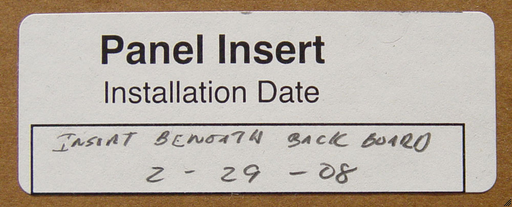 Panel Insert
Installation Date
INSERT BENEATH BACK BOARD
2 - 29 - 08